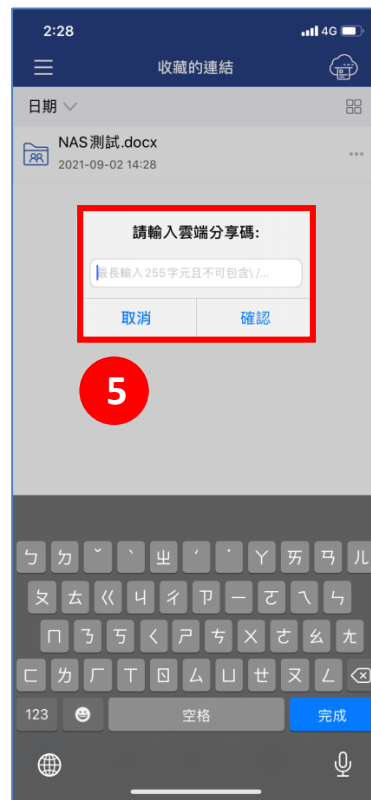 2:28 4G
收藏的連結
日期
NAS測試.docx
2021-09-02 14:28
請輸入雲端分享碼:
最長輸入255字元且不可包含\ /...
取消 確認
5
ㄅ ㄉ ˇ ˋ ㄓ ˊ ˙ ㄚ ㄞ ㄢ ㄦ
ㄆ ㄊ ㄍ ㄐ ㄔ ㄗ ㄧ ㄛ ㄟ ㄣ
ㄇ ㄋ ㄎ ㄑ ㄕ ㄘ ㄨ ㄜ ㄠ ㄤ
ㄈ ㄌ ㄏ ㄒ ㄖ ㄙ ㄩ ㄝ ㄡ ㄥ
123 空格 完成